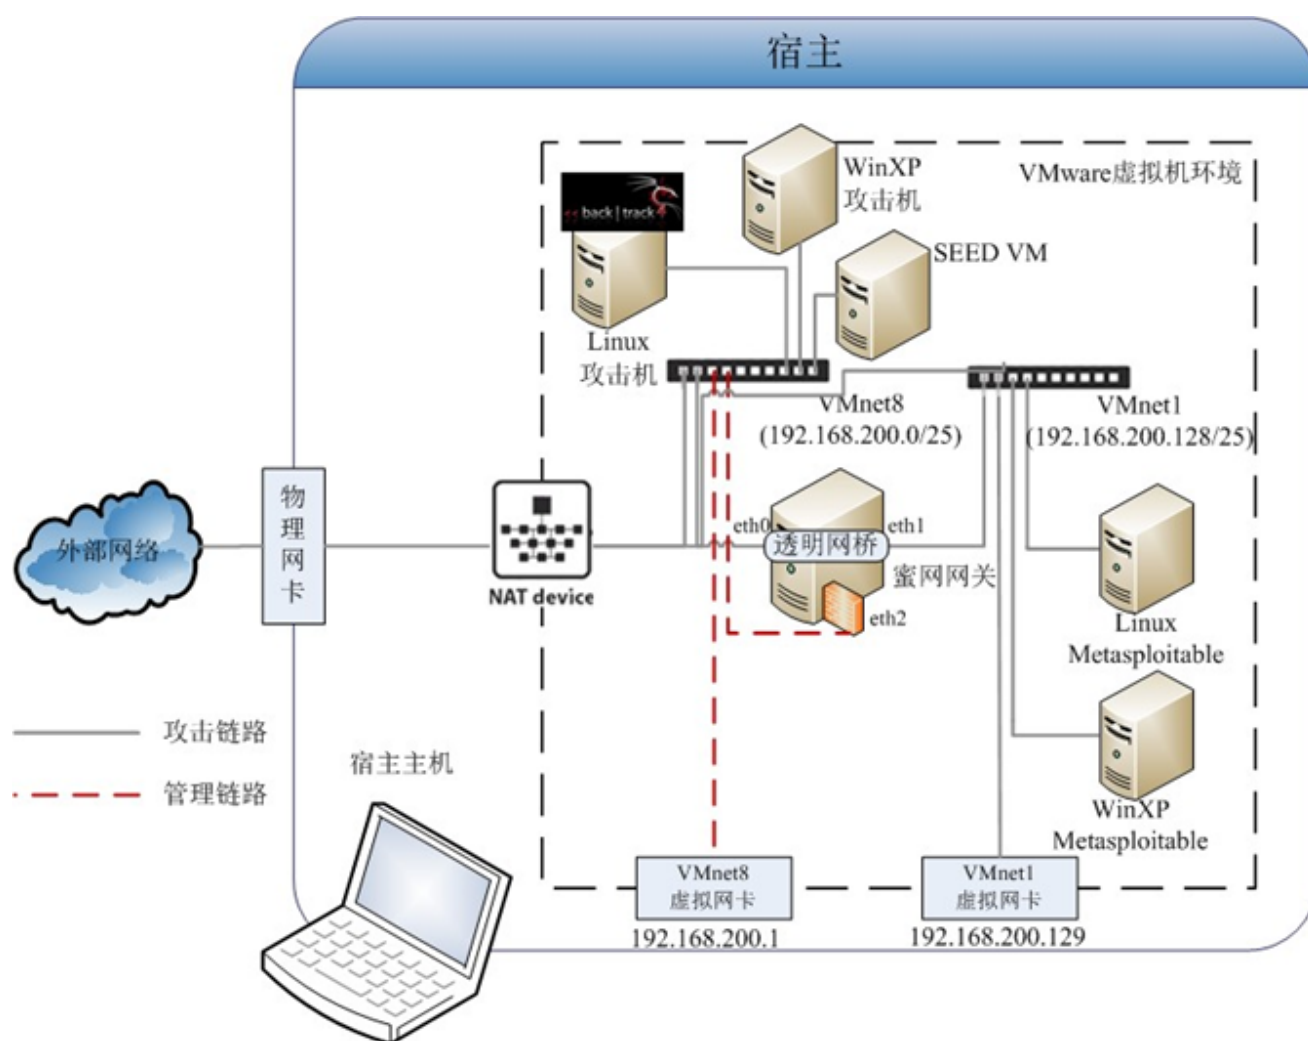 宿主
VMware虚拟机环境
WinXP
攻击机
back|track 4
SEED VM
Linux
攻击机
VMnet8
(192.168.200.0/25)
VMnet1
(192.168.200.128/25)
外部网络
物
理
网
卡
NAT device
eth0
eth1
透明网桥
蜜网网关
eth2
Linux
Metasploitable
WinXP
Metasploitable
攻击链路
管理链路
宿主主机
VMnet8
虚拟网卡
192.168.200.1
VMnet1
虚拟网卡
192.168.200.129